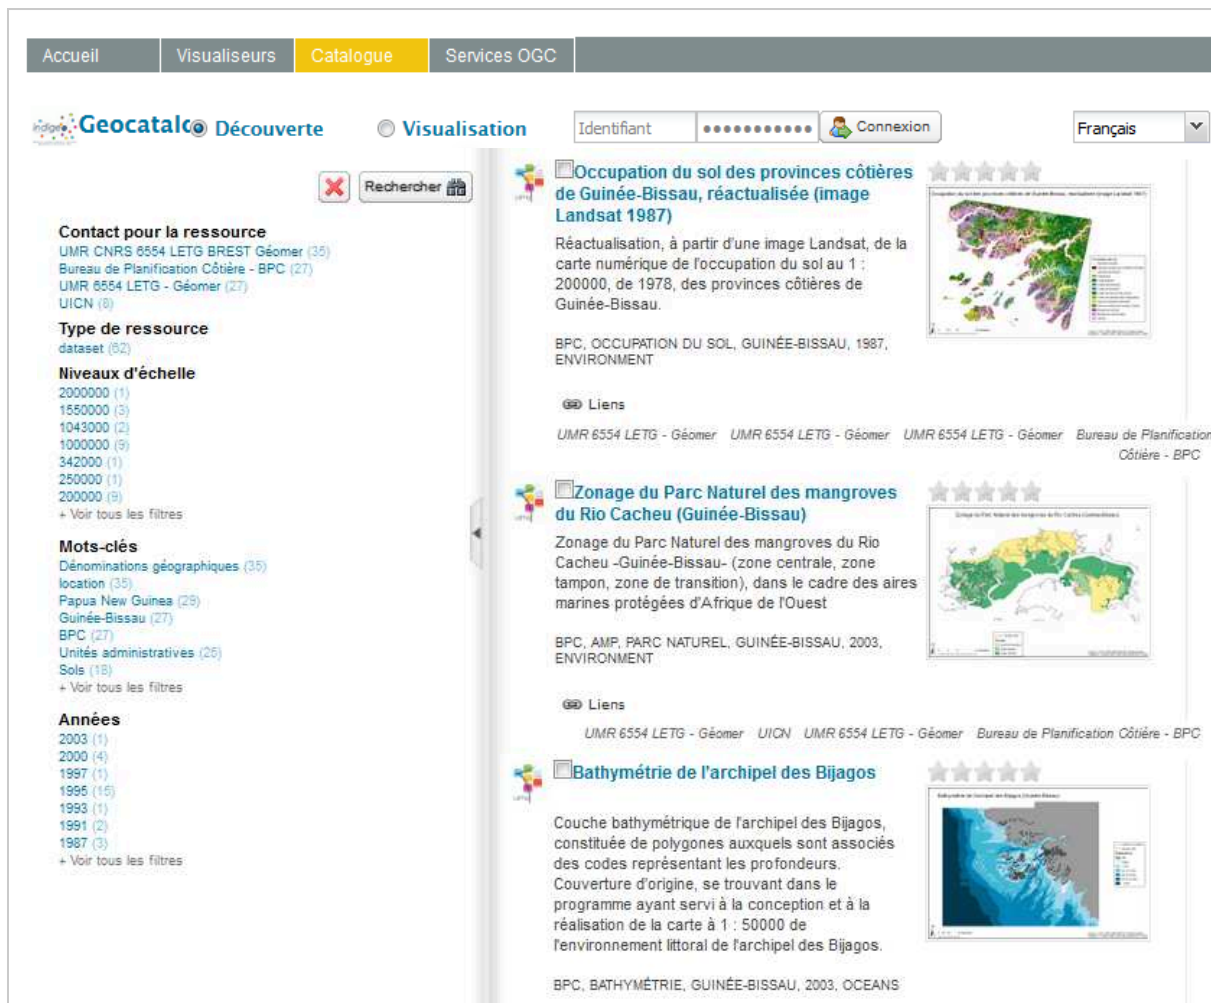 Accueil
Visualiseurs
Catalogue
Services OGC
indigeo
Geocatalo
Découverte
Visualisation
Identifiant
Connexion
Français
Rechercher
Contact pour la ressource
UMR CNRS 6554 LETG BREST Géomer (35)
Bureau de Planification Côtière - BPC (27)
UMR 6554 LETG - Géomer (27)
UICN (8)
Type de ressource
dataset (62)
Niveaux d'échelle
2000000 (1)
1550000 (3)
1043000 (2)
1000000 (9)
342000 (1)
250000 (1)
200000 (9)
+ Voir tous les filtres
Mots-clés
Dénominations géographiques (35)
location (35)
Papua New Guinea (29)
Guinée-Bissau (27)
BPC (27)
Unités administratives (25)
Sols (18)
+ Voir tous les filtres
Années
2003 (1)
2000 (4)
1997 (1)
1995 (15)
1993 (1)
1991 (2)
1987 (3)
+ Voir tous les filtres
Occupation du sol des provinces côtières
de Guinée-Bissau, réactualisée (image
Landsat 1987)
Réactualisation, à partir d'une image Landsat, de la
carte numérique de l'occupation du sol au 1 :
200000, de 1978, des provinces côtières de
Guinée-Bissau.
BPC, OCCUPATION DU SOL, GUINÉE-BISSAU, 1987,
ENVIRONMENT
Liens
UMR 6554 LETG - Géomer UMR 6554 LETG - Géomer UMR 6554 LETG - Géomer Bureau de Planification
Côtière - BPC
Zonage du Parc Naturel des mangroves
du Rio Cacheu (Guinée-Bissau)
Zonage du Parc Naturel des mangroves du Rio
Cacheu -Guinée-Bissau- (zone centrale, zone
tampon, zone de transition), dans le cadre des aires
marines protégées d'Afrique de l'Ouest
BPC, AMP, PARC NATUREL, GUINÉE-BISSAU, 2003,
ENVIRONMENT
Liens
UMR 6554 LETG - Géomer UICN UMR 6554 LETG - Géomer Bureau de Planification Côtière - BPC
Bathymétrie de l'archipel des Bijagos
Couche bathymétrique de l'archipel des Bijagos,
constituée de polygones auxquels sont associés
des codes représentant les profondeurs.
Couverture d'origine, se trouvant dans le
programme ayant servi à la conception et à la
réalisation de la carte à 1 : 50000 de
l'environnement littoral de l'archipel des Bijagos.
BPC, BATHYMÉTRIE, GUINÉE-BISSAU, 2003, OCEANS